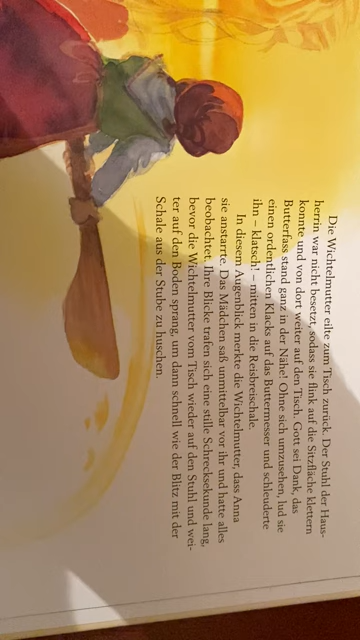 Die Wichtelmutter eilte zum Tisch zurück. Der Stuhl der Haus-
herrin war nicht besetzt, sodass sie flink auf die Sitzfläche klettern
konnte und von dort weiter auf den Tisch. Gott sei Dank, das
Butterfass stand ganz in der Nähe! Ohne sich umzusehen, lud sie
einen ordentlichen Klacks auf das Buttermesser und schleuderte
ihn – klatsch! – mitten in die Reisbreischale.
In diesem Augenblick merkte die Wichtelmutter, dass Anna
sie anstarrte. Das Mädchen saß unmittelbar vor ihr und hatte alles
beobachtet. Ihre Blicke trafen sich eine stille Schrecksekunde lang,
bevor die Wichtelmutter vom Tisch wieder auf den Stuhl und wei-
ter auf den Boden sprang, um dann schnell wie der Blitz mit der
Schale aus der Stube zu huschen.